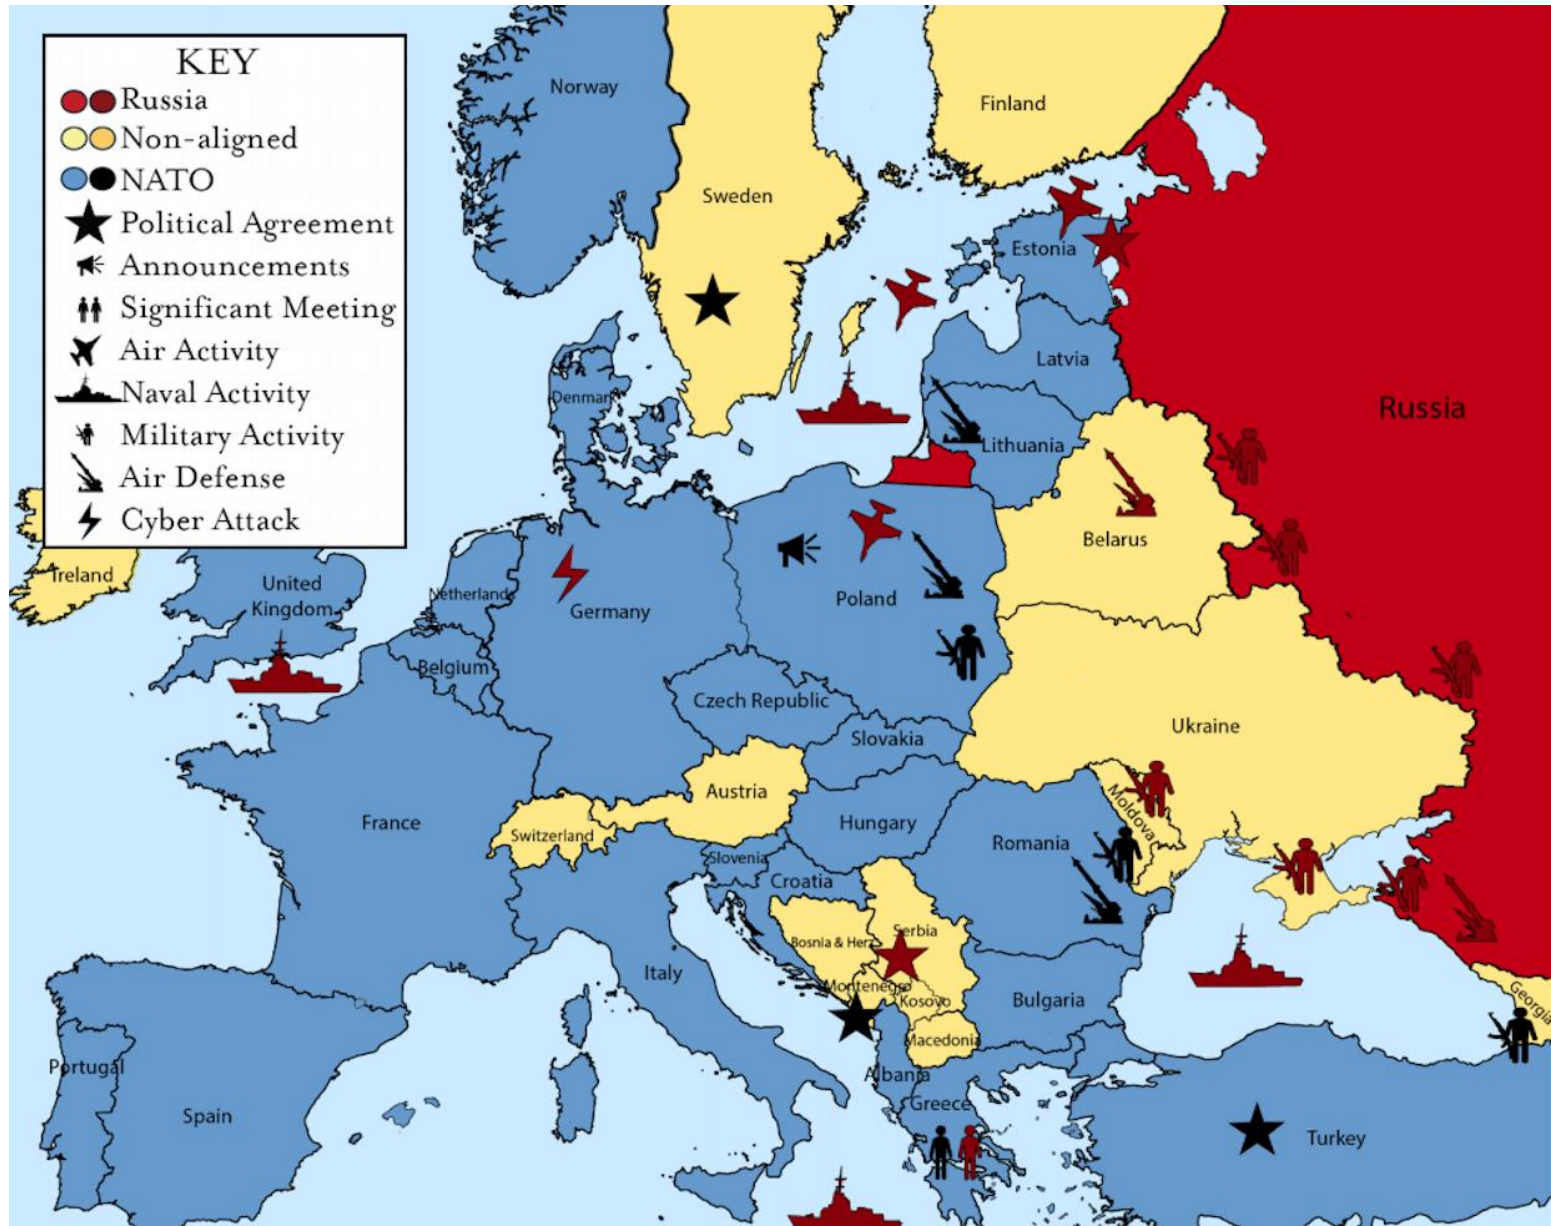 KEY
Russia
Non-aligned
NATO
Political Agreement
Announcements
Significant Meeting
Air Activity
Naval Activity
Military Activity
Air Defense
Cyber Attack
Norway
Finland
Sweden
Estonia
Latvia
Denmark
Russia
Lithuania
Belarus
Ireland
United
Kingdom
Netherlands
Germany
Poland
Belgium
Czech Republic
Ukraine
Slovakia
Austria
Moldova
France
Switzerland
Hungary
Romania
Slovenia
Croatia
Serbia
Bosnia & Herz.
Italy
Montenegro
Kosovo
Bulgaria
Georgia
Macedonia
Portugal
Albania
Spain
Greece
Turkey